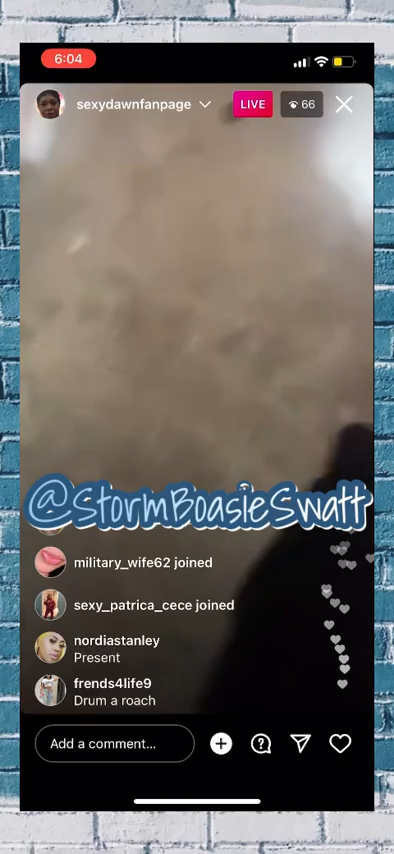 6:04
sexydawnfanpage
LIVE
66
@StormBoasieSwatt
military_wife62 joined
sexy_patrica_cece joined
nordiastanley
Present
frends4life9
Drum a roach
Add a comment...